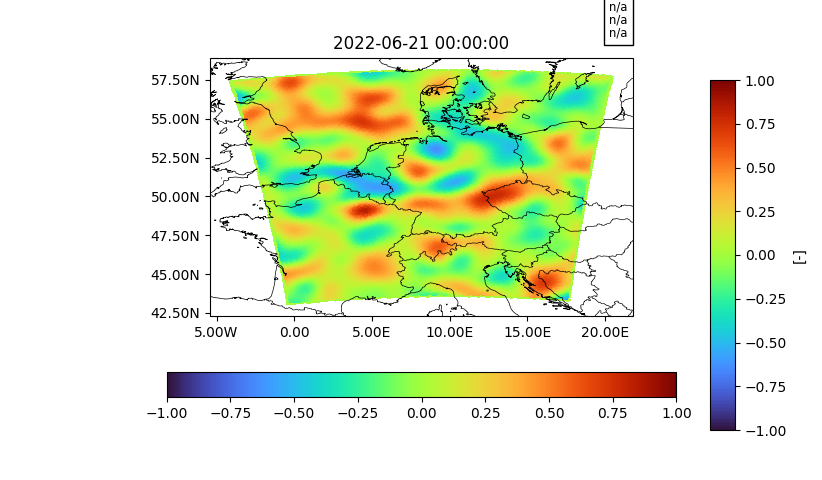 n/a
n/a
n/a
2022-06-21 00:00:00
57.50N
55.00N
52.50N
50.00N
47.50N
45.00N
42.50N
5.00W 0.00 5.00E 10.00E 15.00E 20.00E
1.00
0.75
0.50
0.25
0.00
−0.25
−0.50
−0.75
−1.00
[-]
−1.00 −0.75 −0.50 −0.25 0.00 0.25 0.50 0.75 1.00